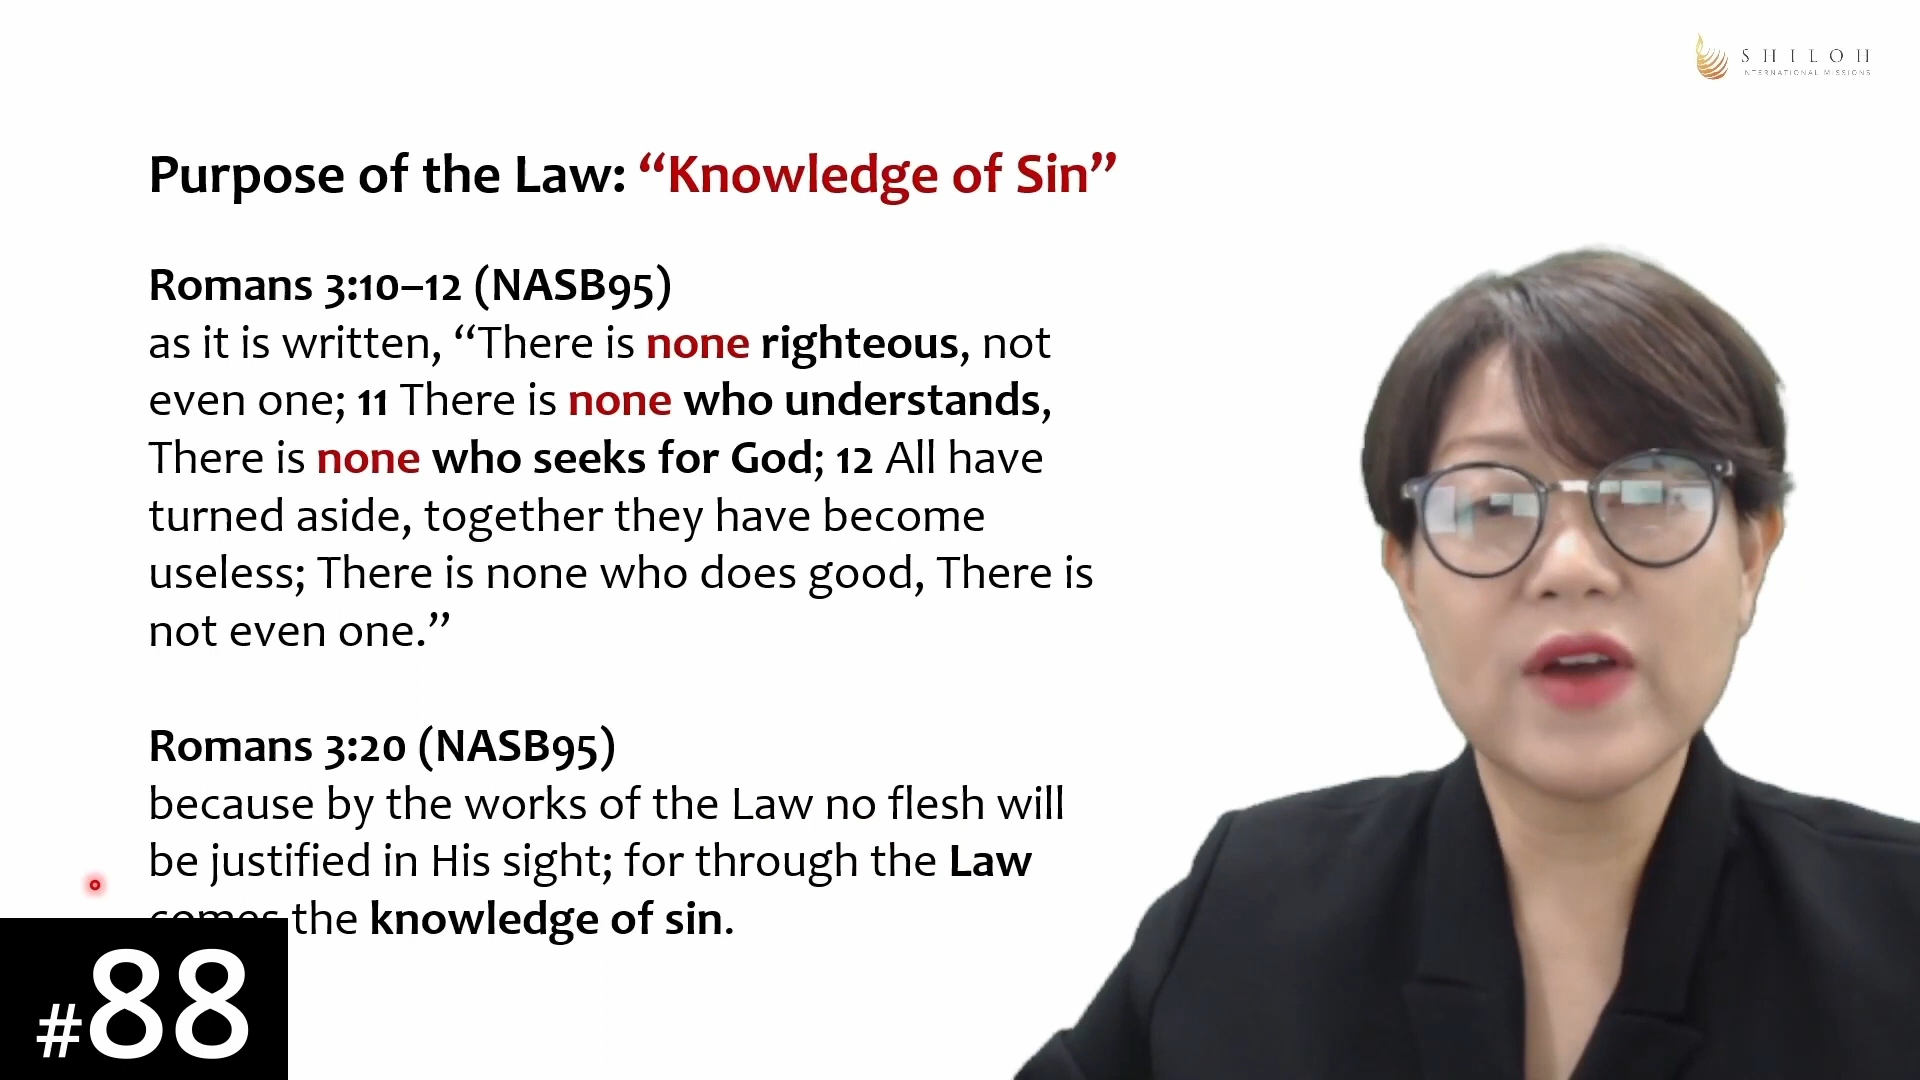 SHILOH
INTERNATIONAL MISSIONS
Purpose of the Law: “Knowledge of Sin”
Romans 3:10–12 (NASB95)
as it is written, “There is none righteous, not
even one; 11 There is none who understands,
There is none who seeks for God; 12 All have
turned aside, together they have become
useless; There is none who does good, There is
not even one.”
Romans 3:20 (NASB95)
because by the works of the Law no flesh will
be justified in His sight; for through the Law
comes the knowledge of sin.
#88